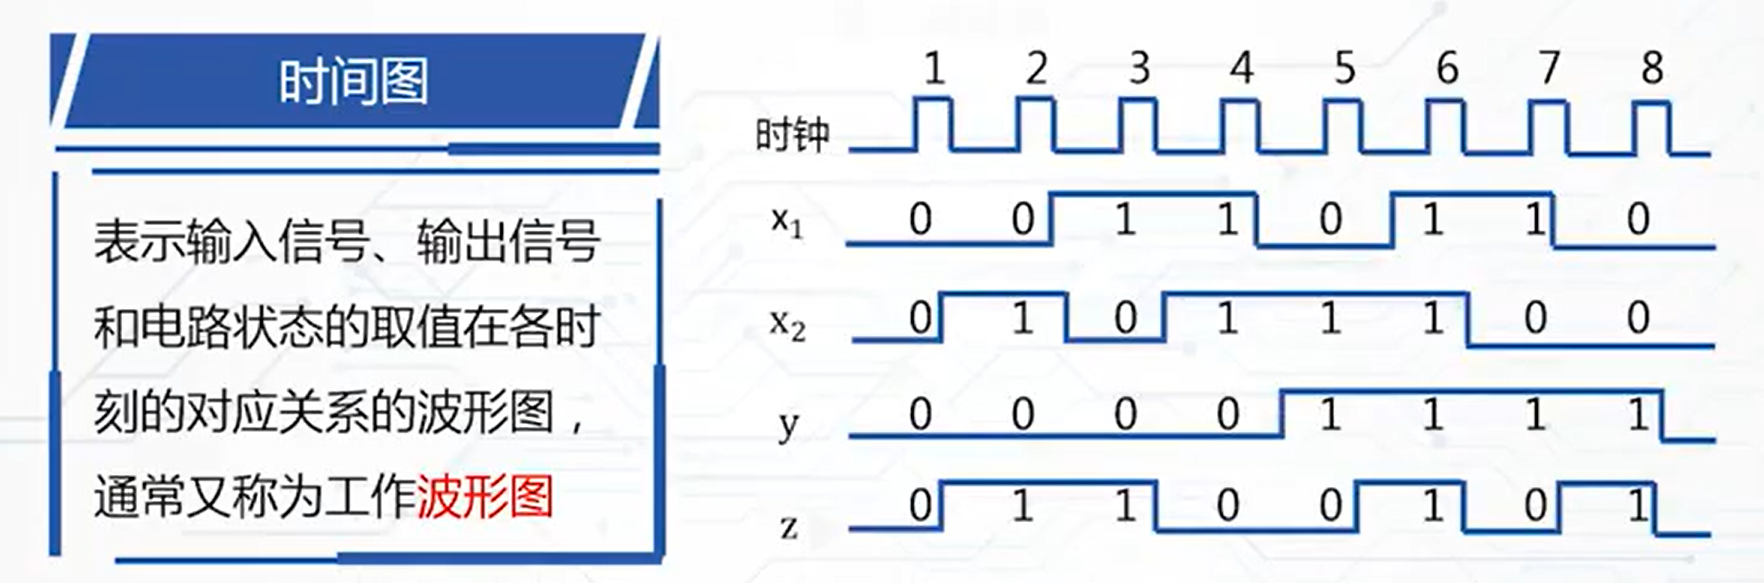 时间图
表示输入信号、输出信号
和电路状态的取值在各时
刻的对应关系的波形图，
通常又称为工作波形图
1 2 3 4 5 6 7 8
时钟
x₁ 0 0 1 1 0 1 1 0
x₂ 0 1 0 1 1 1 0 0
y 0 0 0 0 1 1 1 1
z 0 1 1 0 0 1 0 1